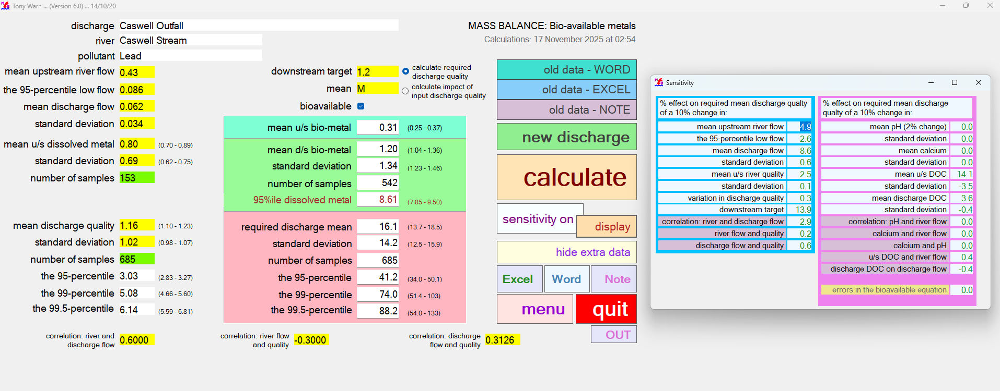 Tony Warn ... (Version 6.0) ... 14/10/20
discharge Caswell Outfall
MASS BALANCE: Bio-available metals
river Caswell Stream
Calculations: 17 November 2025 at 02:54
pollutant Lead
mean upstream river flow 0.43
the 95-percentile low flow 0.086
mean discharge flow 0.062
standard deviation 0.034
mean u/s dissolved metal 0.80 (0.70 - 0.89)
standard deviation 0.69 (0.62 - 0.75)
number of samples 153
mean discharge quality 1.16 (1.10 - 1.23)
standard deviation 1.02 (0.98 - 1.07)
number of samples 685
the 95-percentile 3.03 (2.83 - 3.27)
the 99-percentile 5.08 (4.66 - 5.60)
the 99.5-percentile 6.14 (5.59 - 6.81)
downstream target 1.2
calculate required
discharge quality
mean M
calculate impact of
input discharge quality
bioavailable
mean u/s bio-metal 0.31 (0.25 - 0.37)
mean d/s bio-metal 1.20 (1.04 - 1.36)
standard deviation 1.34 (1.23 - 1.46)
number of samples 542
95%ile dissolved metal 8.61 (7.85 - 9.50)
required discharge mean 16.1 (13.7 - 18.5)
standard deviation 14.2 (12.5 - 15.9)
number of samples 685
the 95-percentile 41.2 (34.0 - 50.1)
the 99-percentile 74.0 (51.4 - 103)
the 99.5-percentile 88.2 (54.0 - 133)
correlation: river and
discharge flow 0.6000
correlation: river flow
and quality -0.3000
correlation: discharge
flow and quality 0.3126
old data - WORD
old data - EXCEL
old data - NOTE
new discharge
calculate
sensitivity on
display
hide extra data
Excel Word Note
menu quit
OUT
Sensitivity
% effect on required mean discharge qualty
of a 10% change in:
mean upstream river flow 4.9
the 95-percentile low flow 2.6
mean discharge flow 8.6
standard deviation 0.6
mean u/s river quality 2.5
standard deviation 0.1
variation in discharge quality 0.3
downstream target 13.9
correlation: river and discharge flow 2.9
river flow and quality 0.2
discharge flow and quality 0.6
% effect on required mean discharge
qualty of a 10% change in:
mean pH (2% change) 0.0
standard deviation 0.0
mean calcium 0.0
standard deviation 0.0
mean u/s DOC 14.1
standard deviation -3.5
mean discharge DOC 3.6
standard deviation -0.4
correlation: pH and river flow 0.0
calcium and river flow 0.0
calcium and pH 0.0
u/s DOC and river flow 0.4
discharge DOC on discharge flow -0.4
errors in the bioavailable equation 0.0